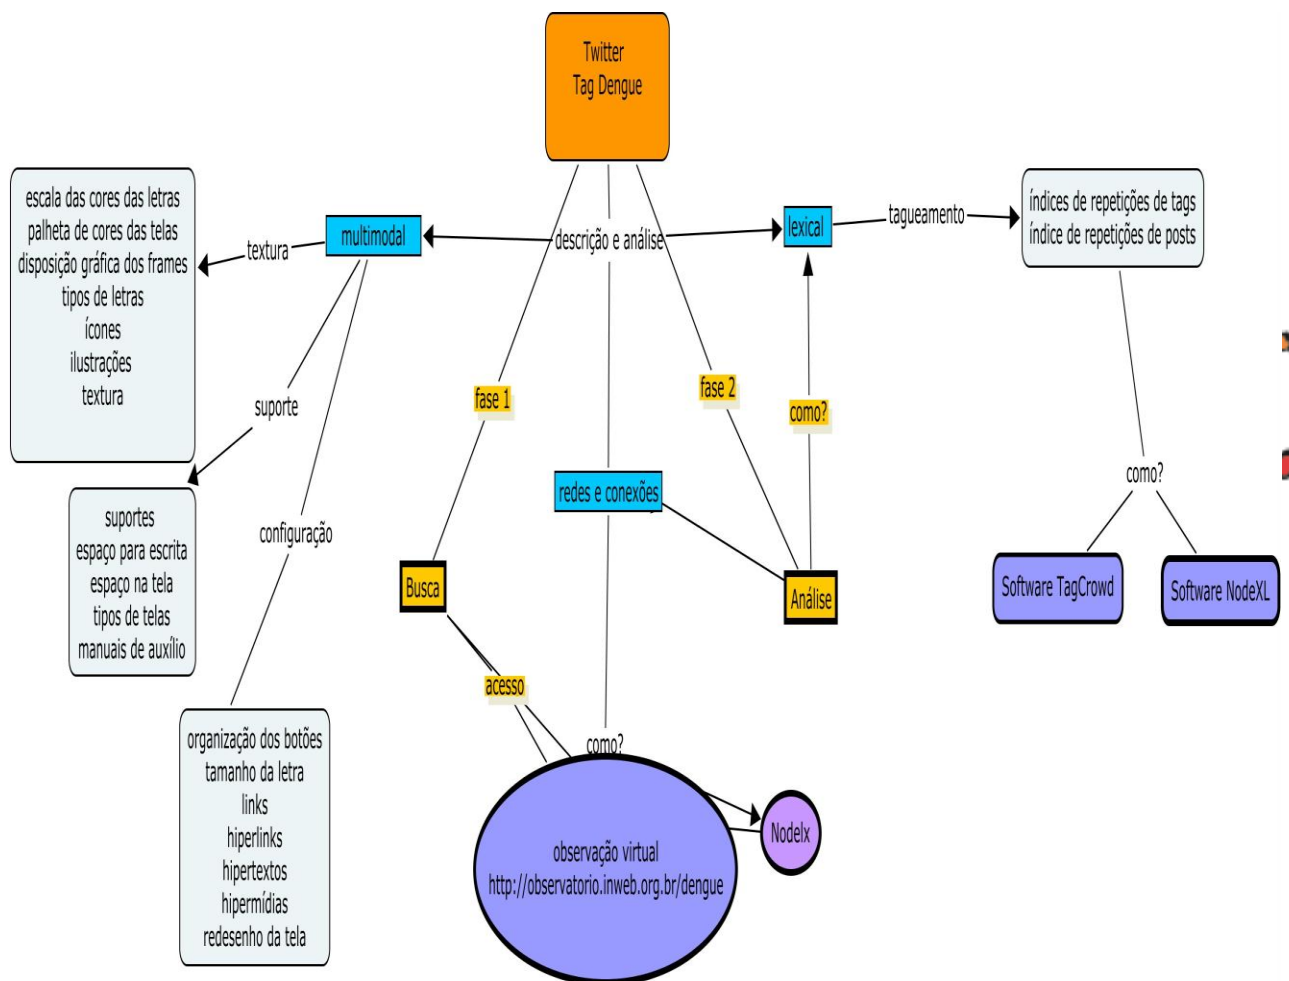 Twitter
Tag Dengue
escala das cores das letras
palheta de cores das telas
disposição gráfica dos frames
tipos de letras
ícones
ilustrações
textura
textura
multimodal
descrição e análise
lexical
tagueamento
índices de repetições de tags
índice de repetições de posts
suporte
fase 1
fase 2
como?
suportes
espaço para escrita
espaço na tela
tipos de telas
manuais de auxílio
configuração
redes e conexões
como?
Busca
Análise
Software TagCrowd
Software NodeXL
acesso
organização dos botões
tamanho da letra
links
hiperlinks
hipertextos
hipermídias
redesenho da tela
como?
observação virtual
http://observatorio.inweb.org.br/dengue
Nodelx